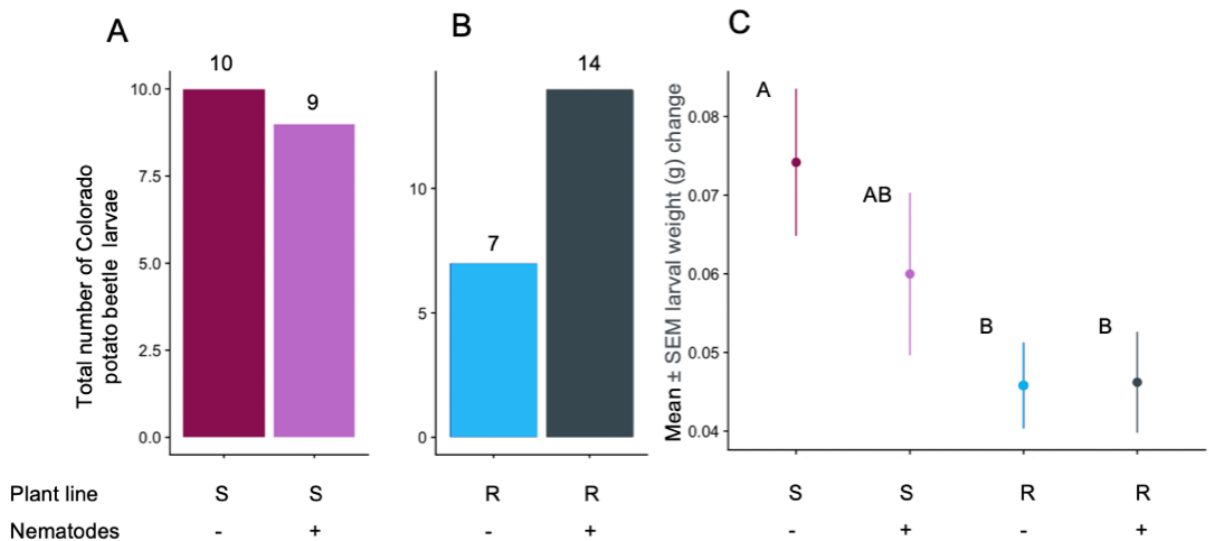 A
B
C
10
9
7
14
A
AB
B
B
Total number of Colorado
potato beetle larvae
10.0
7.5
5.0
2.5
0.0
10
5
0
Mean ± SEM larval weight (g) change
0.08
0.07
0.06
0.05
0.04
Plant line S S R R S S R R
Nematodes - + - + - + - +